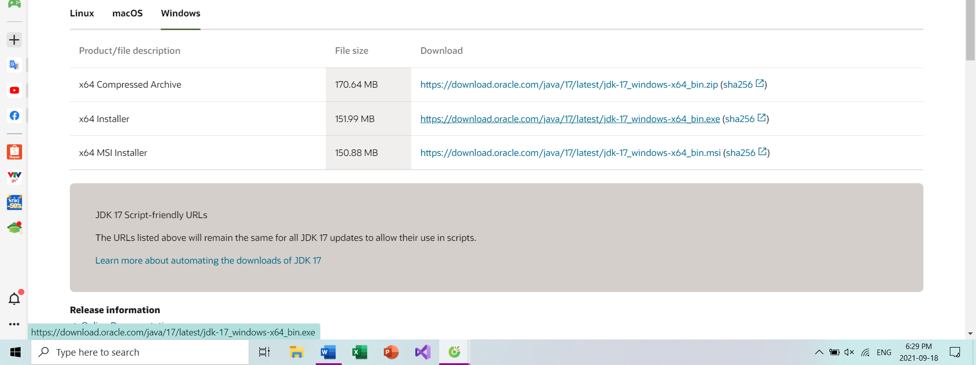 Linux macOS Windows
Product/file description File size Download
x64 Compressed Archive 170.64 MB https://download.oracle.com/java/17/latest/jdk-17_windows-x64_bin.zip (sha256)
x64 Installer 151.99 MB https://download.oracle.com/java/17/latest/jdk-17_windows-x64_bin.exe (sha256)
x64 MSI Installer 150.88 MB https://download.oracle.com/java/17/latest/jdk-17_windows-x64_bin.msi (sha256)
JDK 17 Script-friendly URLs
The URLs listed above will remain the same for all JDK 17 updates to allow their use in scripts.
Learn more about automating the downloads of JDK 17
Release information
https://download.oracle.com/java/17/latest/jdk-17_windows-x64_bin.exe
Type here to search
ENG
6:29 PM
2021-09-18